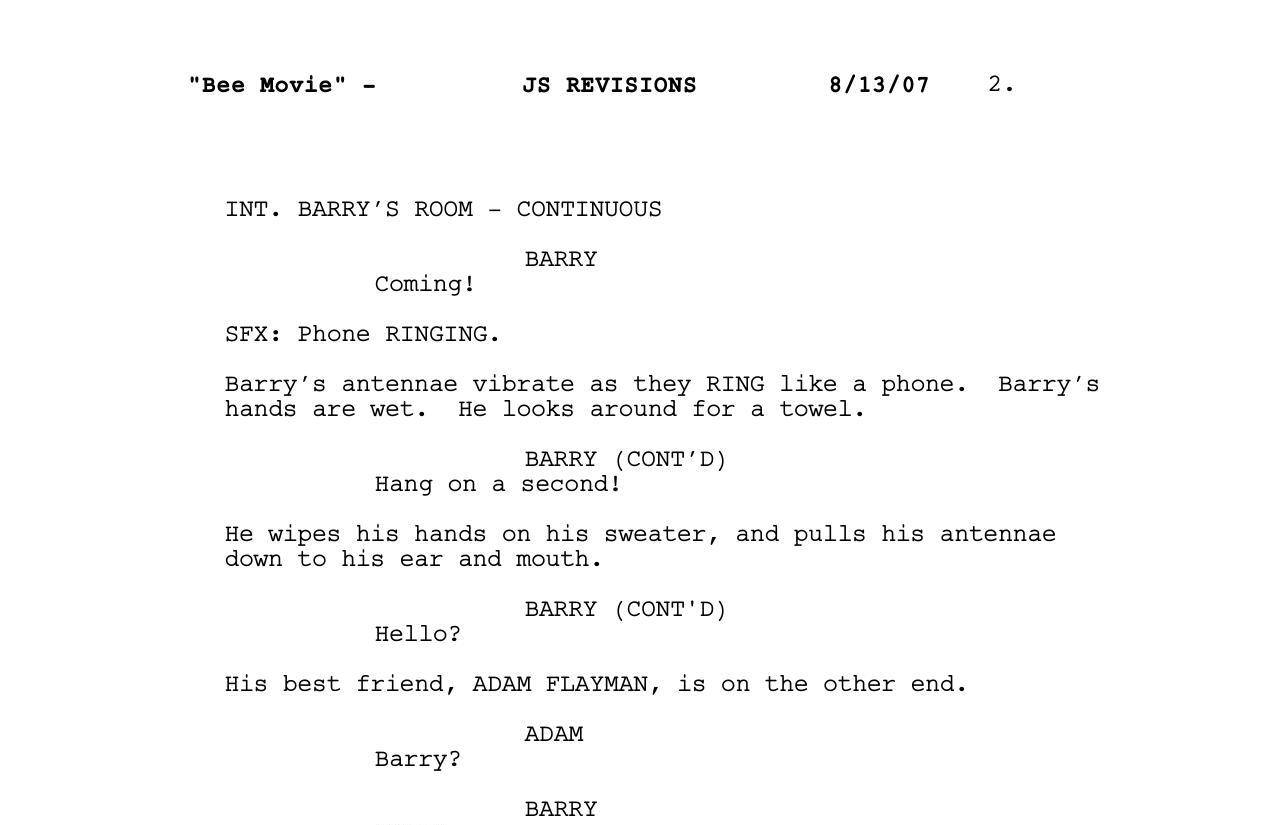 "Bee Movie" - JS REVISIONS 8/13/07 2.
INT. BARRY’S ROOM – CONTINUOUS
BARRY
Coming!
SFX: Phone RINGING.
Barry’s antennae vibrate as they RING like a phone. Barry’s
hands are wet. He looks around for a towel.
BARRY (CONT’D)
Hang on a second!
He wipes his hands on his sweater, and pulls his antennae
down to his ear and mouth.
BARRY (CONT'D)
Hello?
His best friend, ADAM FLAYMAN, is on the other end.
ADAM
Barry?
BARRY